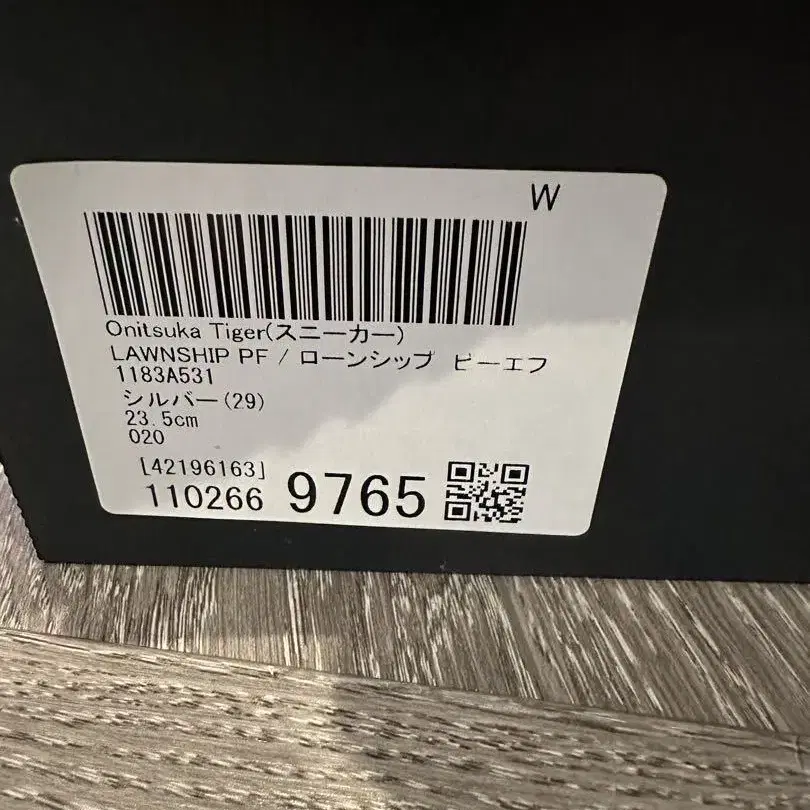 W
Onitsuka Tiger(スニーカー)
LAWNSHIP PF / ローンシップ ピーエフ
1183A531
シルバー(29)
23.5cm
020
[42196163]
110266 9765